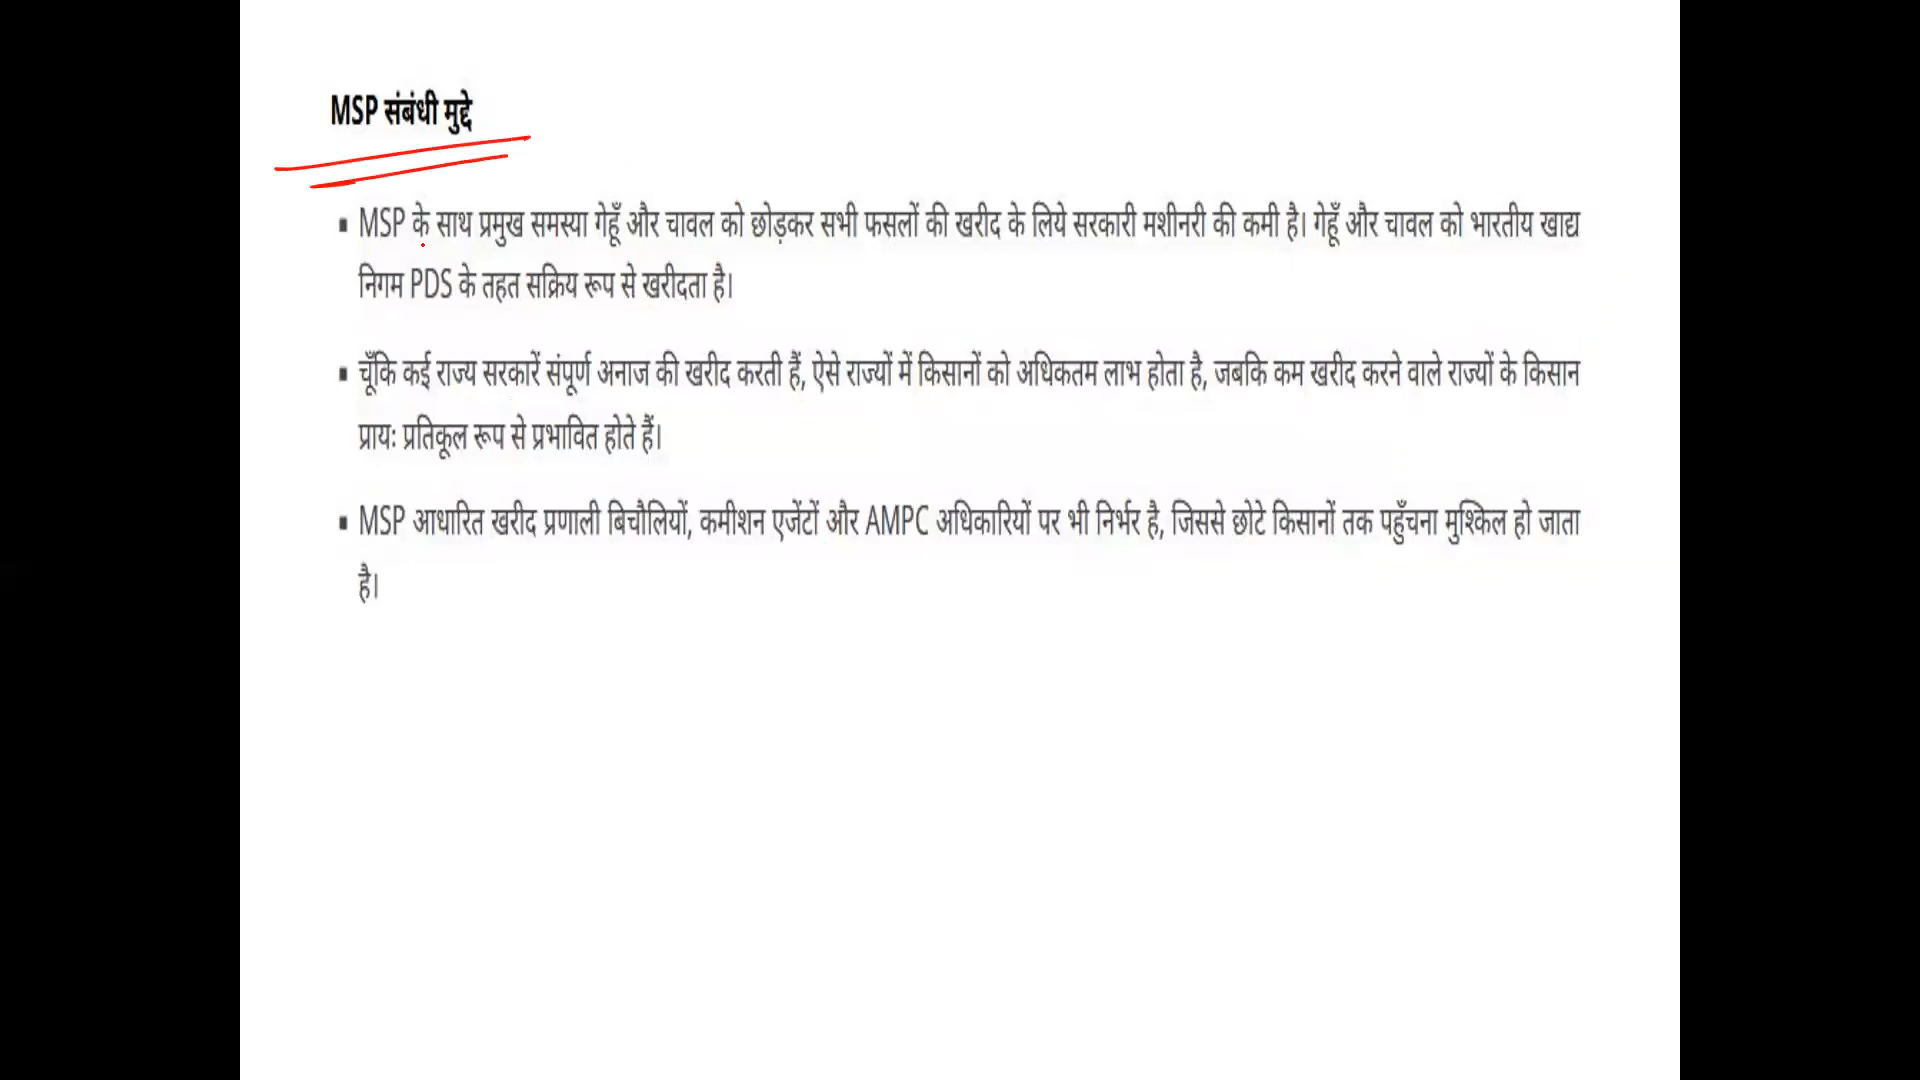 MSP संबंधी मुद्दे
▪ MSP के साथ प्रमुख समस्या गेहूँ और चावल को छोड़कर सभी फसलों की खरीद के लिये सरकारी मशीनरी की कमी है। गेहूँ और चावल को भारतीय खाद्य
निगम PDS के तहत सक्रिय रूप से खरीदता है।
▪ चूँकि कई राज्य सरकारें संपूर्ण अनाज की खरीद करती हैं, ऐसे राज्यों में किसानों को अधिकतम लाभ होता है, जबकि कम खरीद करने वाले राज्यों के किसान
प्रायः प्रतिकूल रूप से प्रभावित होते हैं।
▪ MSP आधारित खरीद प्रणाली बिचौलियों, कमीशन एजेंटों और AMPC अधिकारियों पर भी निर्भर है, जिससे छोटे किसानों तक पहुँचना मुश्किल हो जाता
है।